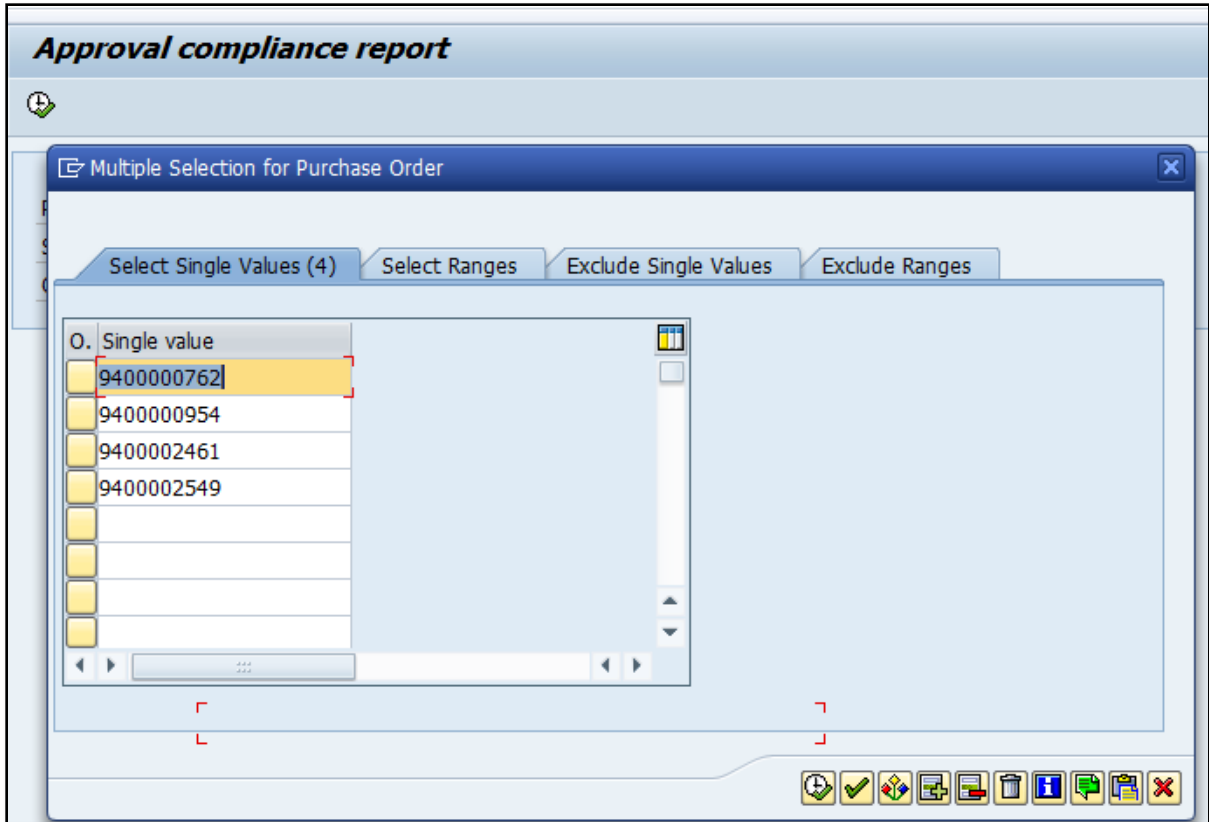 Approval compliance report
Multiple Selection for Purchase Order
Select Single Values (4) Select Ranges Exclude Single Values Exclude Ranges
O. Single value
9400000762
9400000954
9400002461
9400002549